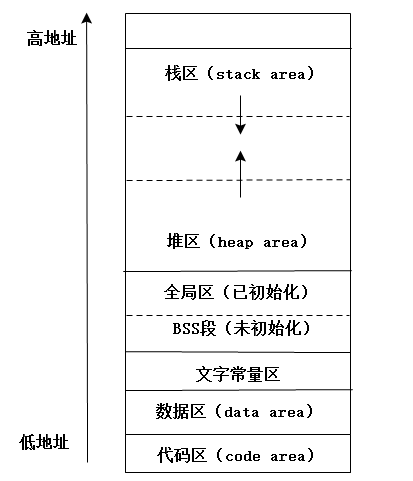 高地址
栈区（stack area）
堆区（heap area）
全局区（已初始化）
BSS段（未初始化）
文字常量区
数据区（data area）
低地址
代码区（code area）